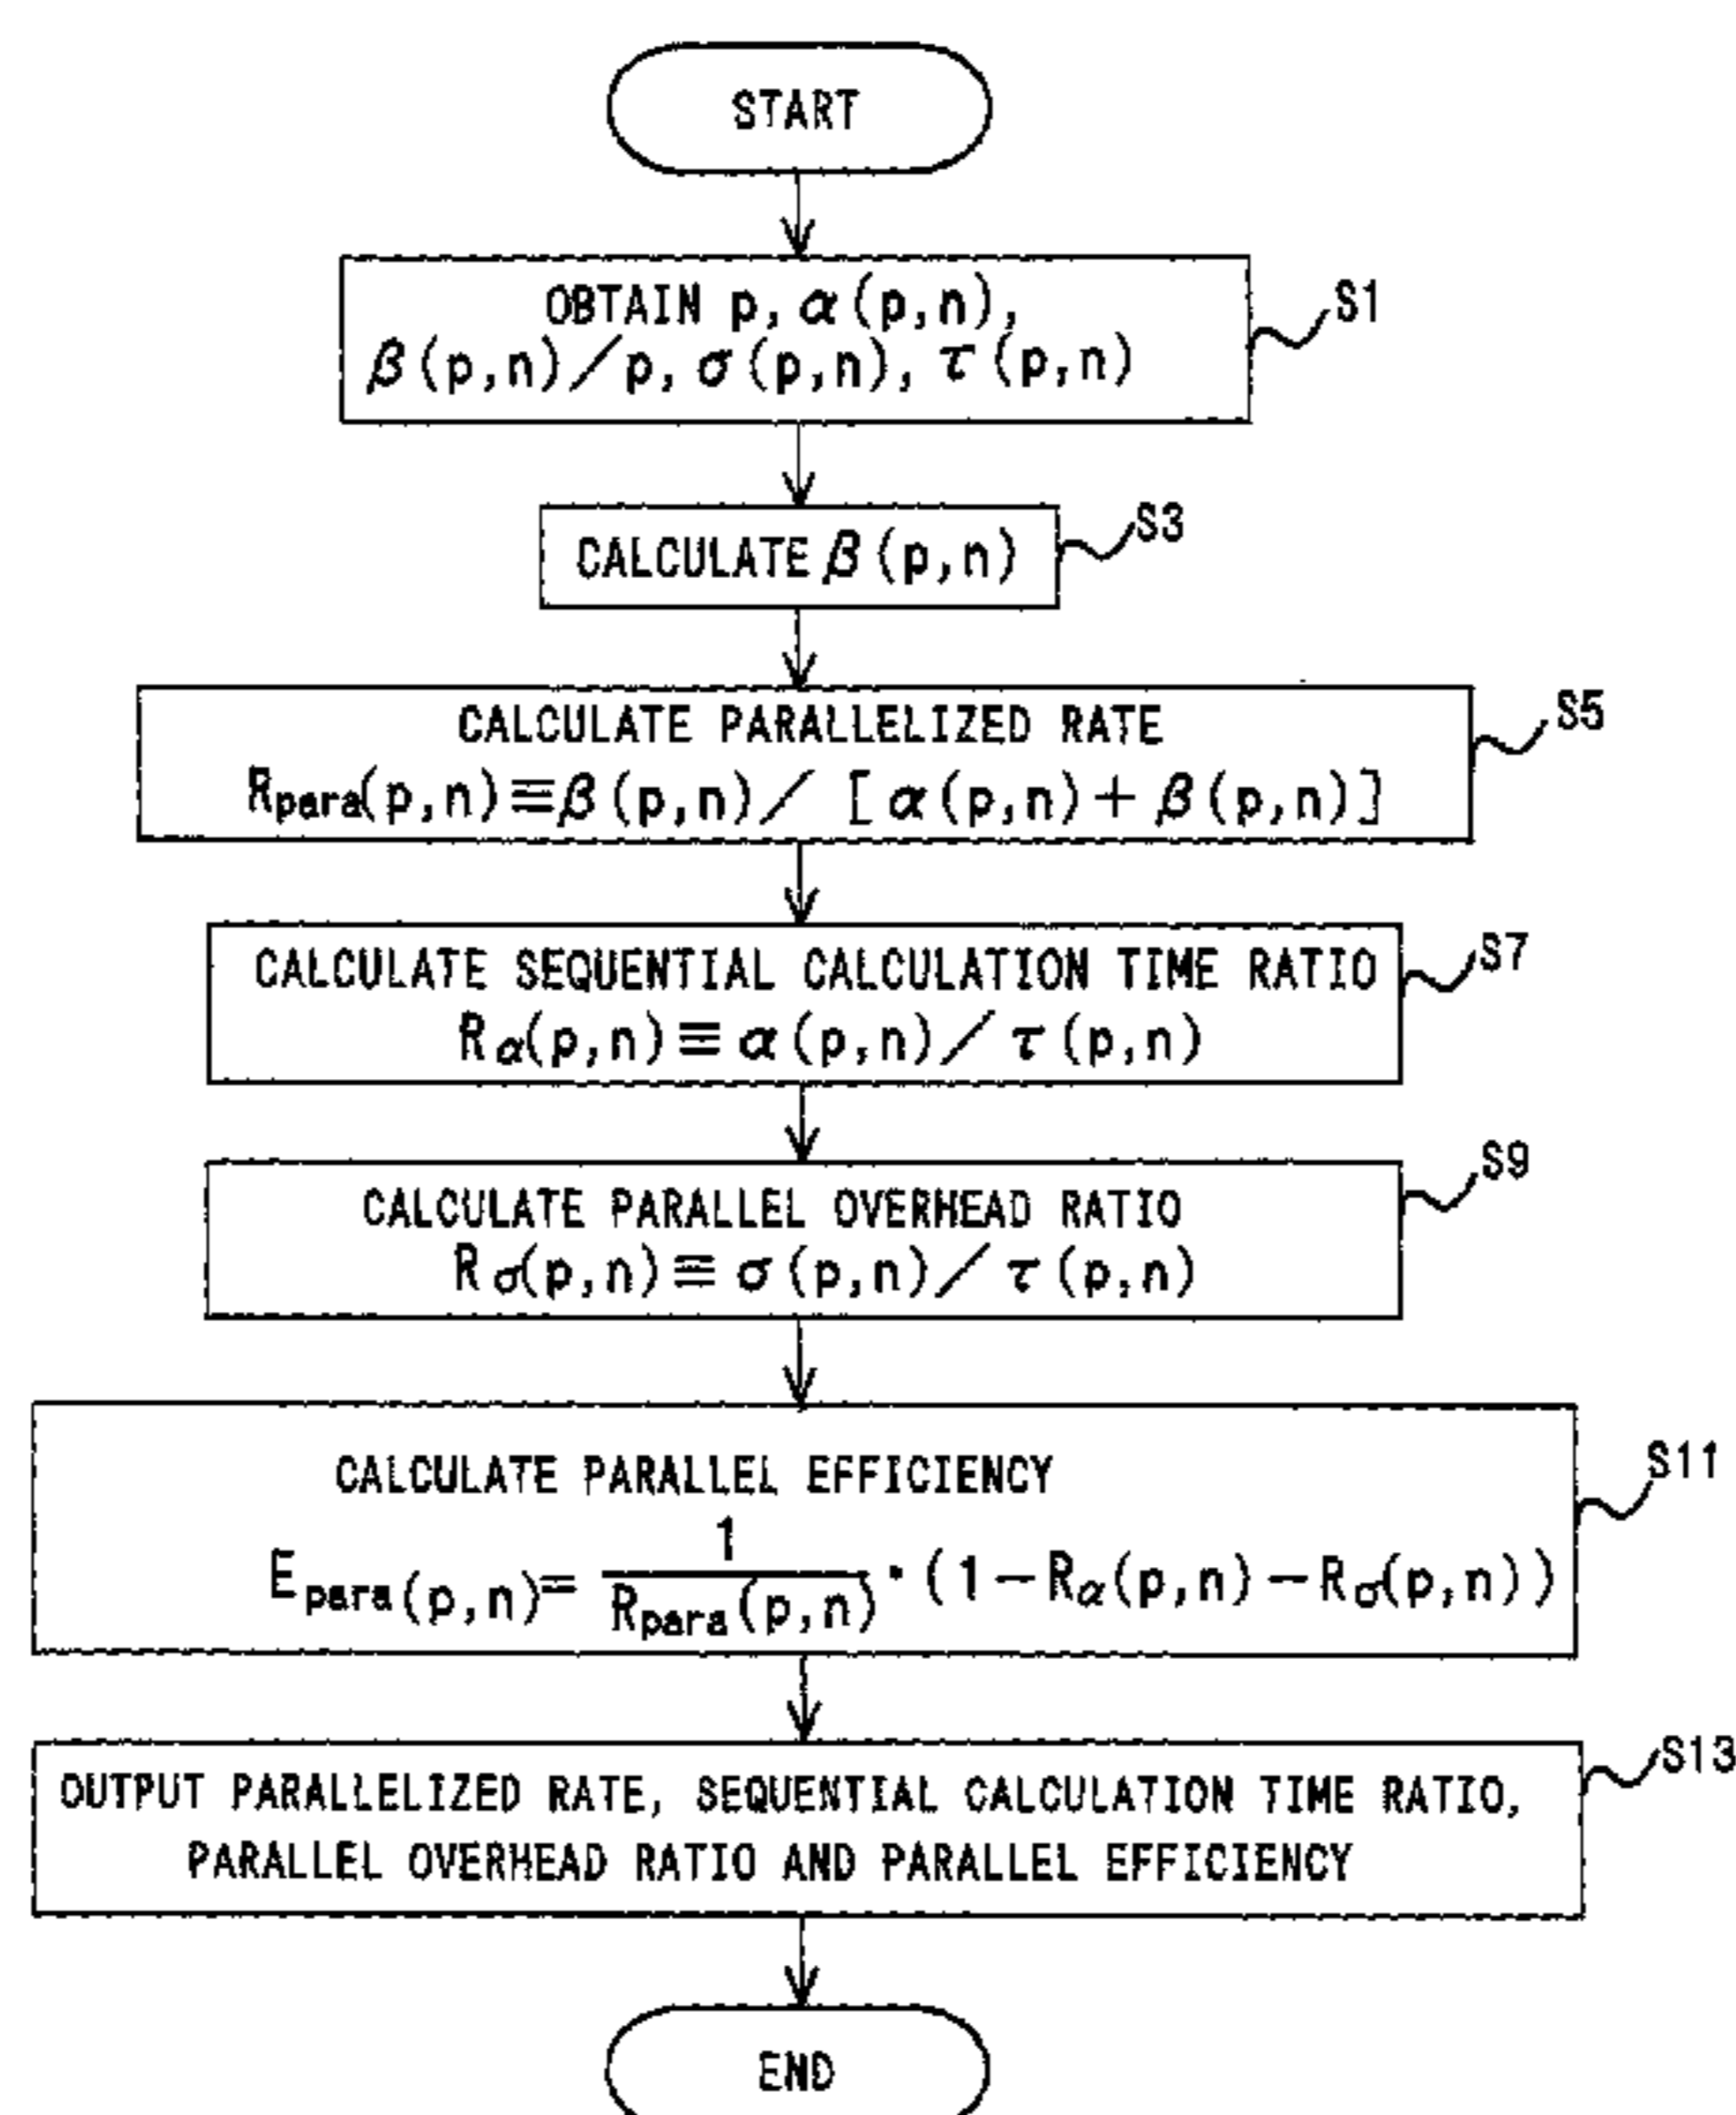 START
OBTAIN p, α(p,n),
β(p,n)/p, σ(p,n), τ(p,n)
S1
CALCULATE β(p,n)
S3
CALCULATE PARALLELIZED RATE
Rpara(p,n)≡β(p,n)/[α(p,n)+β(p,n)]
S5
CALCULATE SEQUENTIAL CALCULATION TIME RATIO
Rα(p,n)≡α(p,n)/τ(p,n)
S7
CALCULATE PARALLEL OVERHEAD RATIO
Rσ(p,n)≡σ(p,n)/τ(p,n)
S9
CALCULATE PARALLEL EFFICIENCY
Epara(p,n)= 1/Rpara(p,n)・(1−Rα(p,n)−Rσ(p,n))
S11
OUTPUT PARALLELIZED RATE, SEQUENTIAL CALCULATION TIME RATIO,
PARALLEL OVERHEAD RATIO AND PARALLEL EFFICIENCY
S13
END